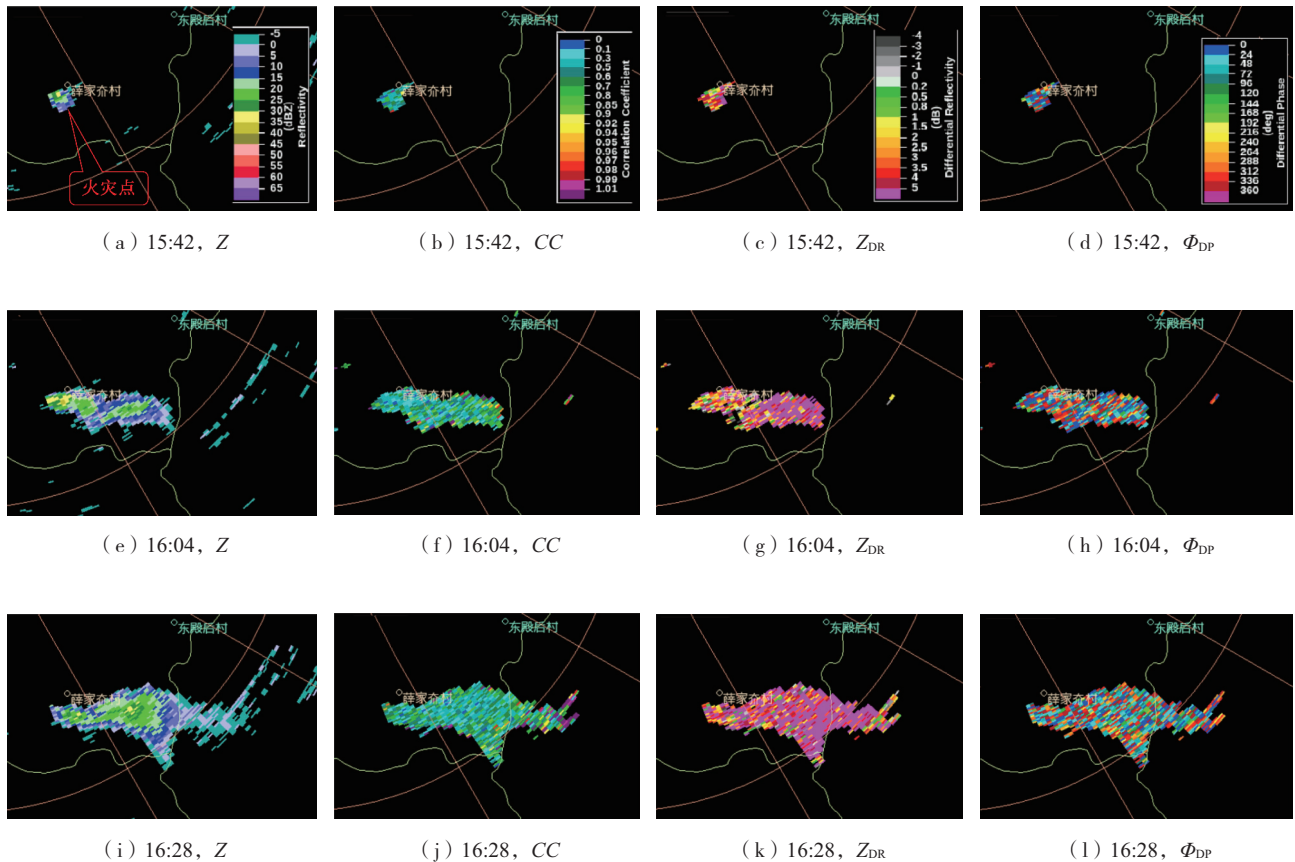 东殿后村
薛家夼村
火灾点
-5
0
5
10
15
20
25
30
35
40
45
50
55
60
65
Reflectivity
(dBZ)
(a) 15:42, Z
东殿后村
薛家夼村
0
0.1
0.3
0.5
0.6
0.7
0.8
0.85
0.9
0.92
0.94
0.95
0.96
0.97
0.98
0.99
1.01
Correlation Coefficient
(b) 15:42, CC
东殿后村
薛家夼村
-4
-3
-2
-1
0
0.2
0.5
0.8
1
1.5
2
2.5
3
3.5
4
5
(dB)
Differential Reflectivity
(c) 15:42, ZDR
东殿后村
薛家夼村
0
24
48
72
96
120
144
168
192
216
240
264
288
312
336
360
[deg]
Differential Phase
(d) 15:42, ΦDP
东殿后村
薛家夼村
(e) 16:04, Z
东殿后村
薛家夼村
(f) 16:04, CC
东殿后村
薛家夼村
(g) 16:04, ZDR
东殿后村
薛家夼村
(h) 16:04, ΦDP
东殿后村
薛家夼村
(i) 16:28, Z
东殿后村
薛家夼村
(j) 16:28, CC
东殿后村
薛家夼村
(k) 16:28, ZDR
东殿后村
薛家夼村
(l) 16:28, ΦDP